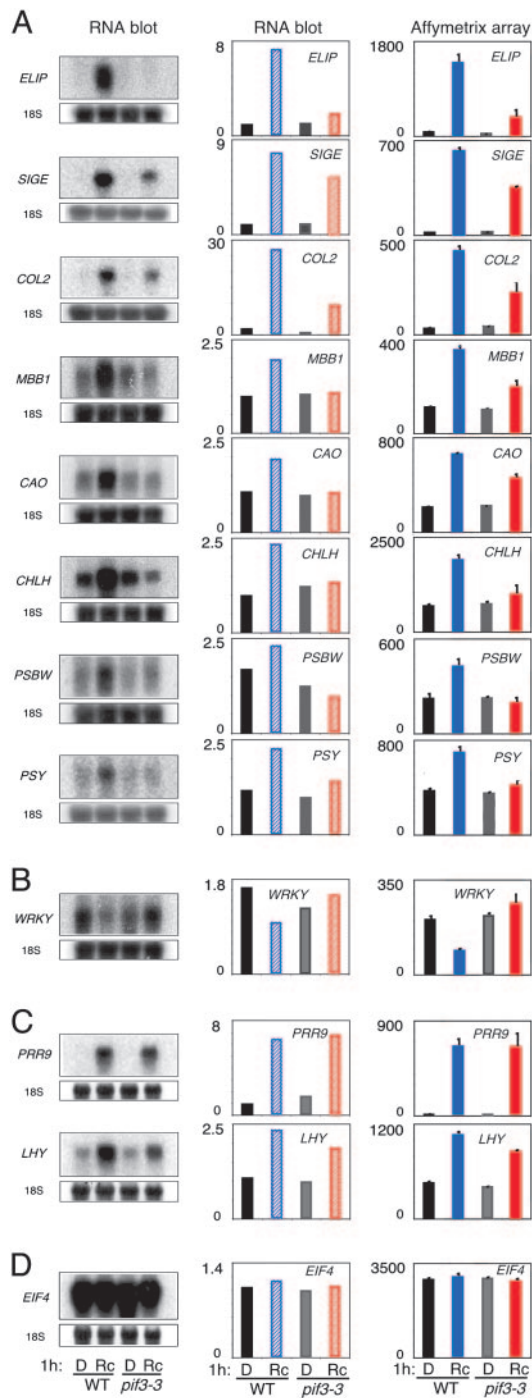 A RNA blot RNA blot Affymetrix array
ELIP 8 ELIP 1800 ELIP
18S 0 0
SIGE 9 SIGE 700 SIGE
18S 0 0
COL2 30 COL2 500 COL2
18S 0 0
MBB1 2.5 MBB1 400 MBB1
18S 0 0
CAO 2.5 CAO 800 CAO
18S 0 0
CHLH 2.5 CHLH 2500 CHLH
18S 0 0
PSBW 2.5 PSBW 600 PSBW
18S 0 0
PSY 2.5 PSY 800 PSY
18S 0 0
B
WRKY 1.8 WRKY 350 WRKY
18S 0 0
C
PRR9 8 PRR9 900 PRR9
18S 0 0
LHY 2.5 LHY 1200 LHY
18S 0 0
D
EIF4 1.4 EIF4 3500 EIF4
18S 0 0
1h: D Rc D Rc D Rc D Rc D Rc D Rc
WT pif3-3 WT pif3-3 WT pif3-3